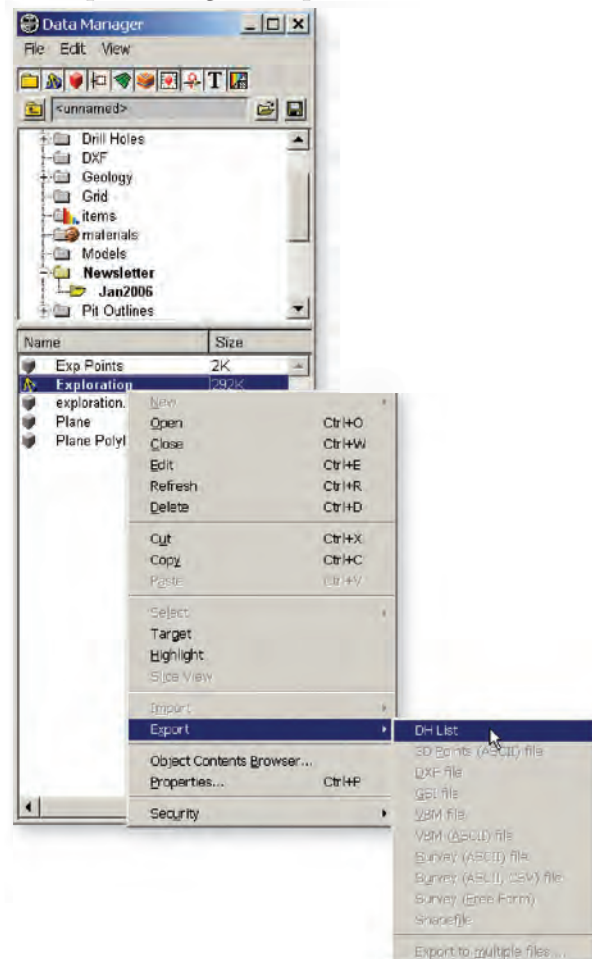 Data Manager
File Edit View
T
<unnamed>
Drill Holes
DXF
Geology
Grid
items
materials
Models
Newsletter
Jan2006
Pit Outlines
Name Size
Exp Points 2K
Exploration 292K
exploration.
Plane
Plane Polyl
New
Open Ctrl+O
Close Ctrl+W
Edit Ctrl+E
Refresh Ctrl+R
Delete Ctrl+D
Cut Ctrl+X
Copy Ctrl+C
Paste Ctrl+V
Select
Target
Highlight
Slice View
Import
Export
Object Contents Browser...
Properties... Ctrl+P
Security
DH List
3D Points (ASCII) file
DXF file
GSI file
VBM file
VBM (ASCII) file
Survey (ASCII) file
Survey (ASCII, CSV) file
Survey (Free Form)
Shapefile
Export to multiple files ...